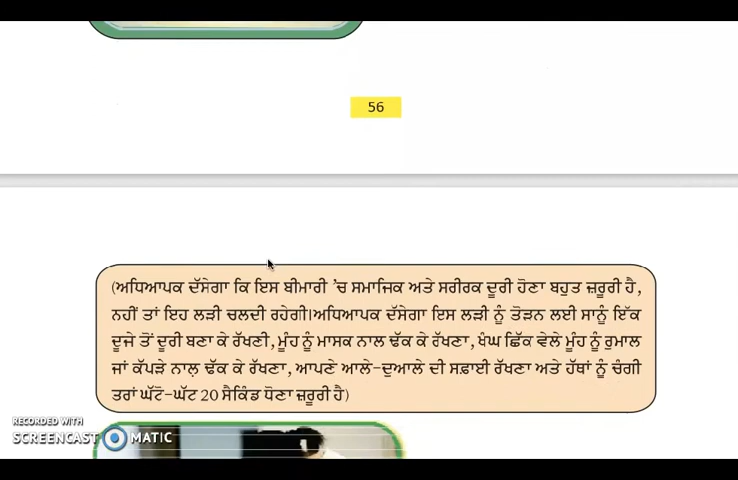 56
(ਅਧਿਆਪਕ ਦੱਸੇਗਾ ਕਿ ਇਸ ਬੀਮਾਰੀ 'ਚ ਸਮਾਜਿਕ ਅਤੇ ਸਰੀਰਕ ਦੂਰੀ ਹੋਣਾ ਬਹੁਤ ਜ਼ਰੂਰੀ ਹੈ,
ਨਹੀਂ ਤਾਂ ਇਹ ਲੜੀ ਚਲਦੀ ਰਹੇਗੀ।ਅਧਿਆਪਕ ਦੱਸੇਗਾ ਇਸ ਲੜੀ ਨੂੰ ਤੋੜਨ ਲਈ ਸਾਨੂੰ ਇੱਕ
ਦੂਜੇ ਤੋਂ ਦੂਰੀ ਬਣਾ ਕੇ ਰੱਖਣੀ, ਮੂੰਹ ਨੂੰ ਮਾਸਕ ਨਾਲ ਢੱਕ ਕੇ ਰੱਖਣਾ, ਖੰਘ ਛਿੱਕ ਵੇਲੇ ਮੂੰਹ ਨੂੰ ਰੁਮਾਲ
ਜਾਂ ਕੱਪੜੇ ਨਾਲ਼ ਢੱਕ ਕੇ ਰੱਖਣਾ, ਆਪਣੇ ਆਲੇ-ਦੁਆਲੇ ਦੀ ਸਫ਼ਾਈ ਰੱਖਣਾ ਅਤੇ ਹੱਥਾਂ ਨੂੰ ਚੰਗੀ
ਤਰਾਂ ਘੱਟੋ-ਘੱਟ 20 ਸੈਕਿੰਡ ਧੋਣਾ ਜ਼ਰੂਰੀ ਹੈ)
RECORDED WITH
SCREENCAST MATIC